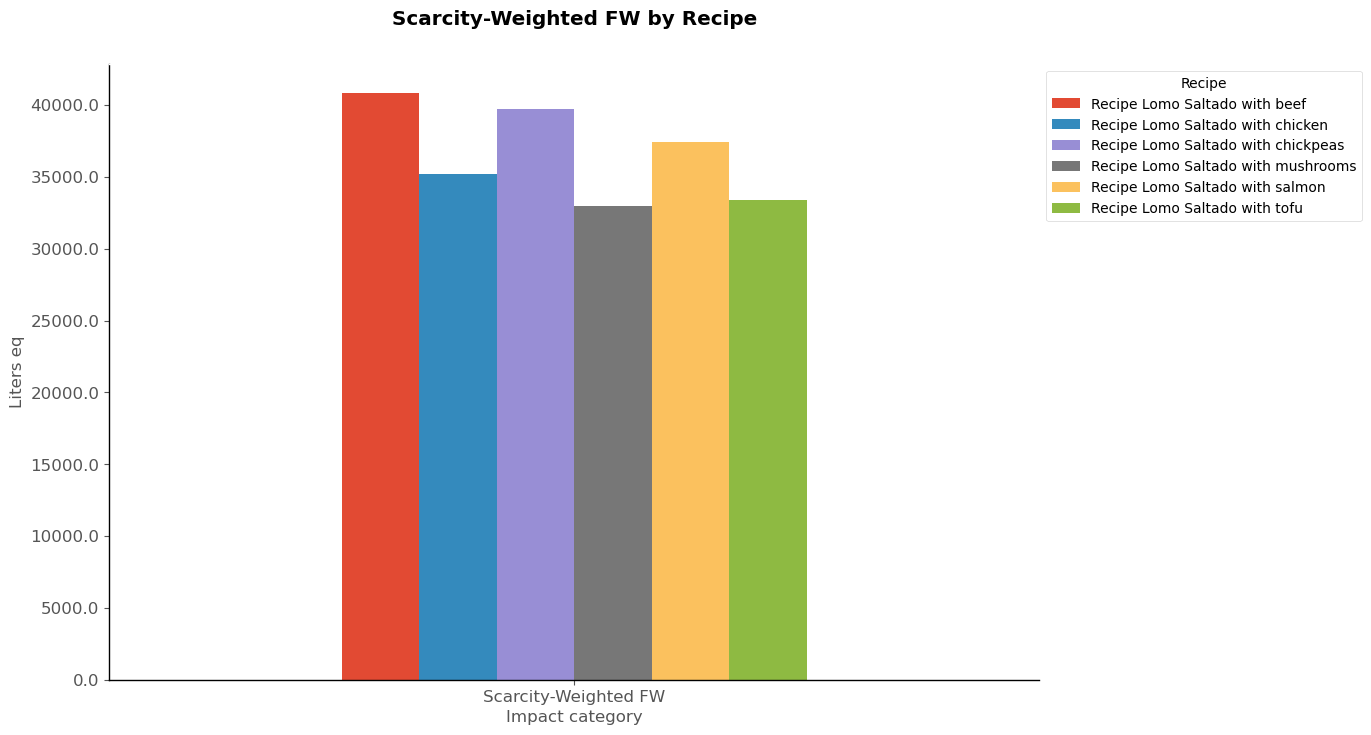 Scarcity-Weighted FW by Recipe
40000.0
35000.0
30000.0
25000.0
20000.0
15000.0
10000.0
5000.0
0.0
Liters eq
Scarcity-Weighted FW
Impact category
Recipe
Recipe Lomo Saltado with beef
Recipe Lomo Saltado with chicken
Recipe Lomo Saltado with chickpeas
Recipe Lomo Saltado with mushrooms
Recipe Lomo Saltado with salmon
Recipe Lomo Saltado with tofu